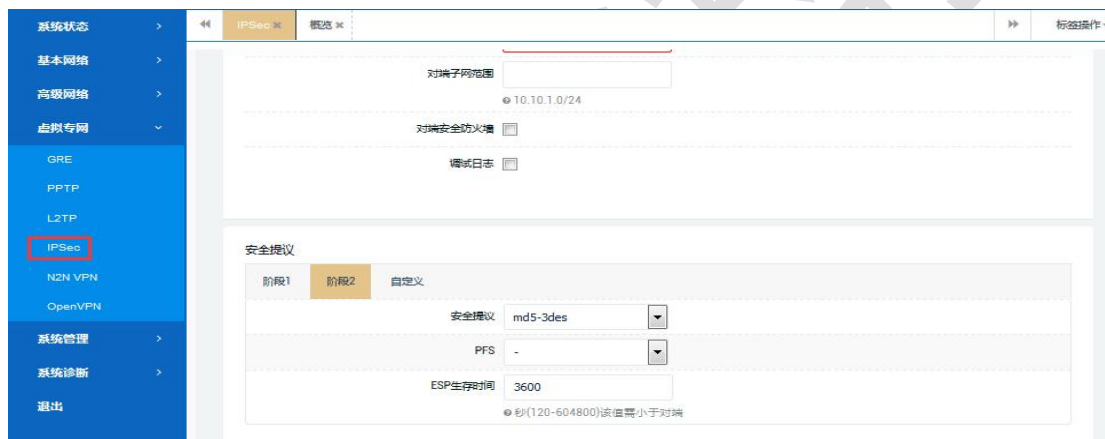 系统状态
IPSec
概览
标签操作
基本网络
对端子网范围
10.10.1.0/24
高级网络
虚拟专网
对端安全防火墙
GRE
调试日志
PPTP
L2TP
IPSec
安全提议
N2N VPN
阶段1 阶段2 自定义
OpenVPN
安全提议 md5-3des
系统管理
PFS -
系统诊断
ESP生存时间 3600
退出
秒(120-604800)该值需小于对端